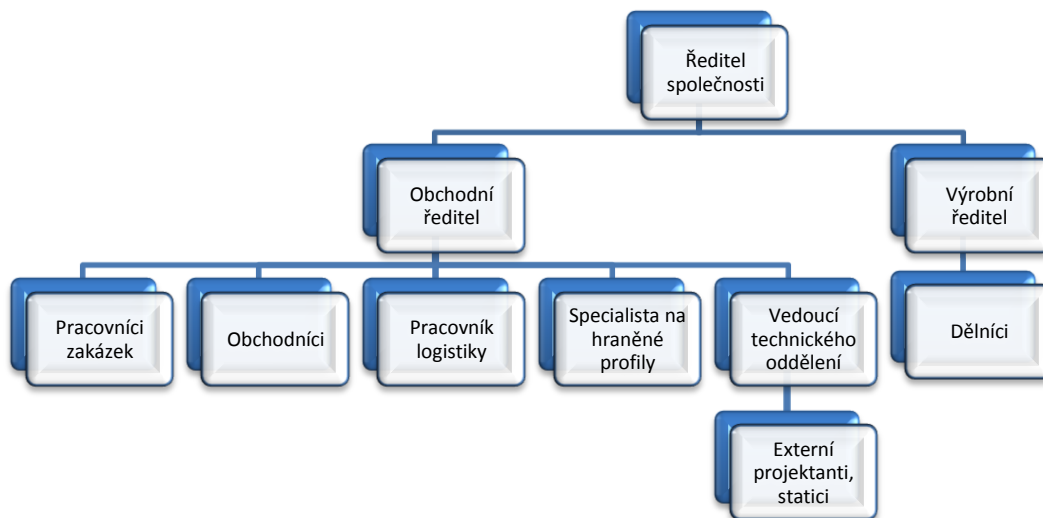 Ředitel
společnosti
Obchodní
ředitel
Výrobní
ředitel
Pracovníci
zakázek
Obchodníci
Pracovník
logistiky
Specialista na
hraněné
profily
Vedoucí
technického
oddělení
Dělníci
Externí
projektanti,
statici